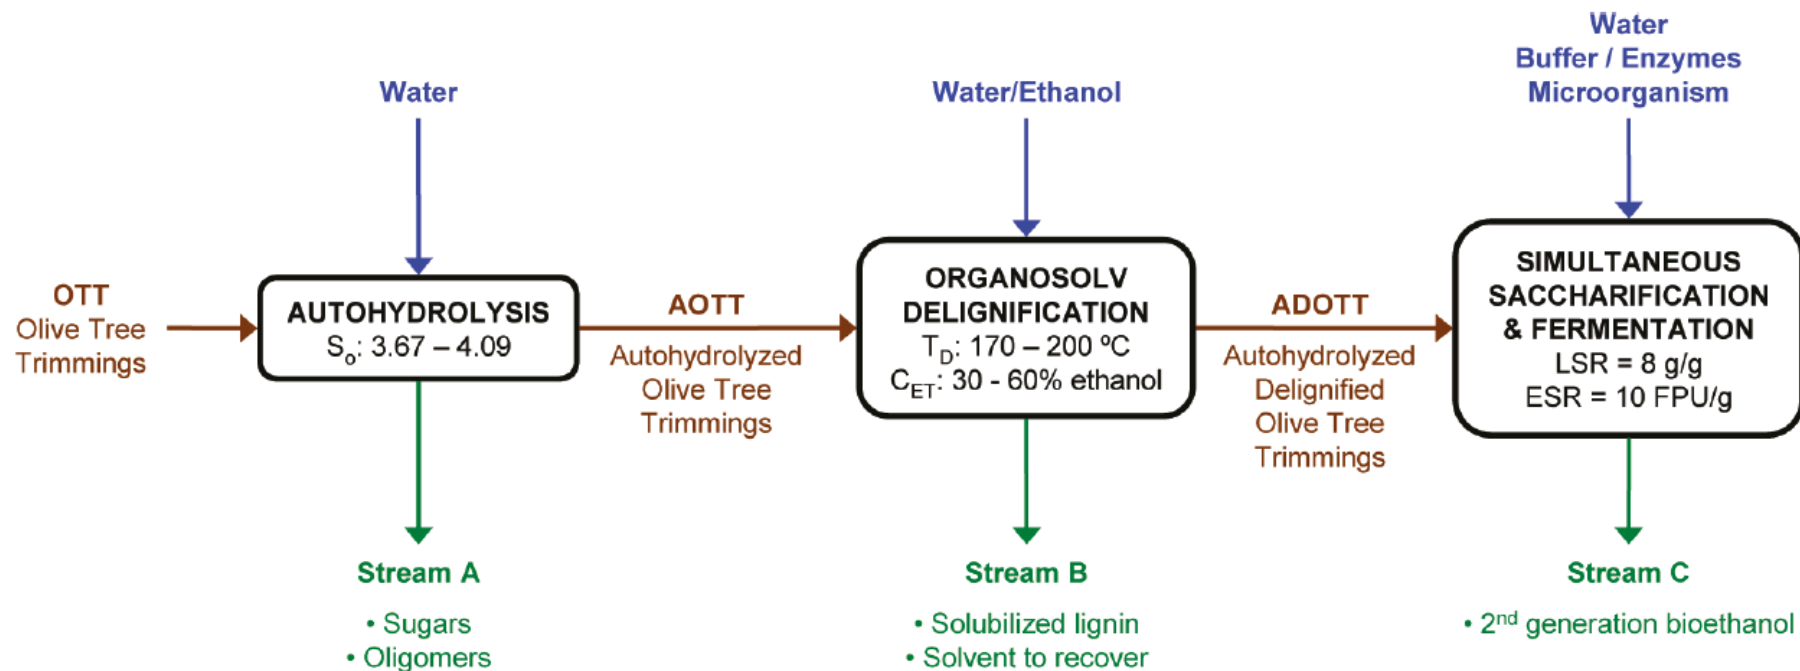 Water
Water/Ethanol
Water
Buffer / Enzymes
Microorganism
OTT
Olive Tree
Trimmings
AUTOHYDROLYSIS
So: 3.67 – 4.09
AOTT
Autohydrolyzed
Olive Tree
Trimmings
ORGANOSOLV
DELIGNIFICATION
TD: 170 – 200 ºC
CET: 30 - 60% ethanol
ADOTT
Autohydrolyzed
Delignified
Olive Tree
Trimmings
SIMULTANEOUS
SACCHARIFICATION
& FERMENTATION
LSR = 8 g/g
ESR = 10 FPU/g
Stream A
• Sugars
• Oligomers
Stream B
• Solubilized lignin
• Solvent to recover
Stream C
• 2nd generation bioethanol